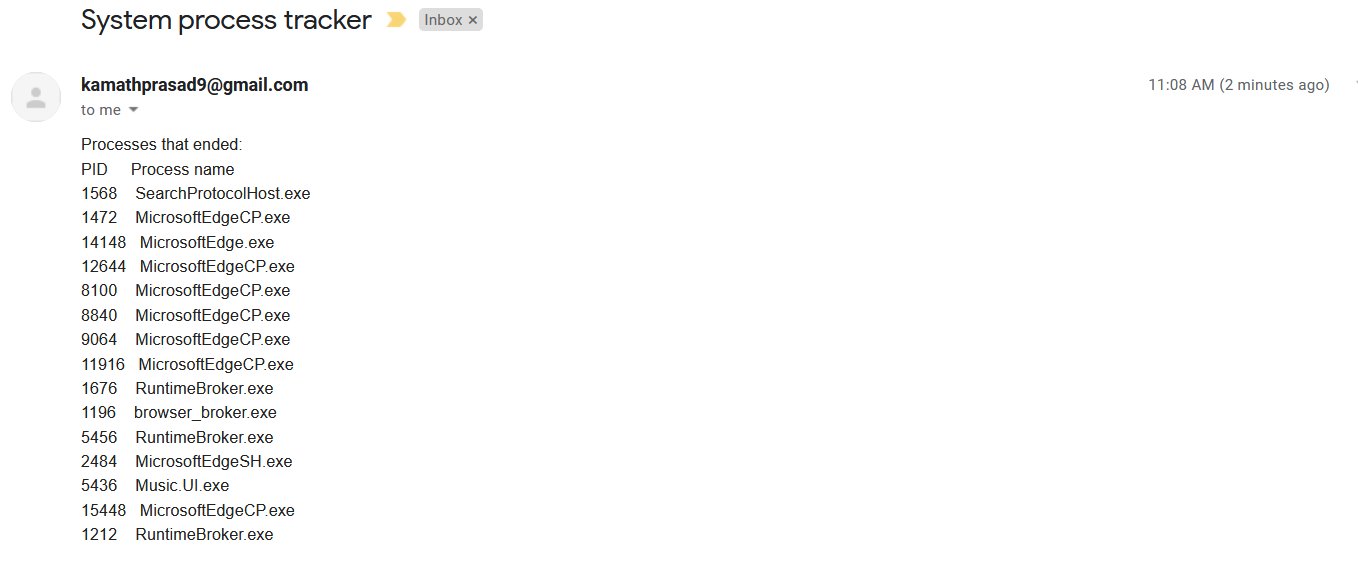 System process tracker Inbox ×
kamathprasad9@gmail.com 11:08 AM (2 minutes ago)
to me
Processes that ended:
PID Process name
1568 SearchProtocolHost.exe
1472 MicrosoftEdgeCP.exe
14148 MicrosoftEdge.exe
12644 MicrosoftEdgeCP.exe
8100 MicrosoftEdgeCP.exe
8840 MicrosoftEdgeCP.exe
9064 MicrosoftEdgeCP.exe
11916 MicrosoftEdgeCP.exe
1676 RuntimeBroker.exe
1196 browser_broker.exe
5456 RuntimeBroker.exe
2484 MicrosoftEdgeSH.exe
5436 Music.UI.exe
15448 MicrosoftEdgeCP.exe
1212 RuntimeBroker.exe